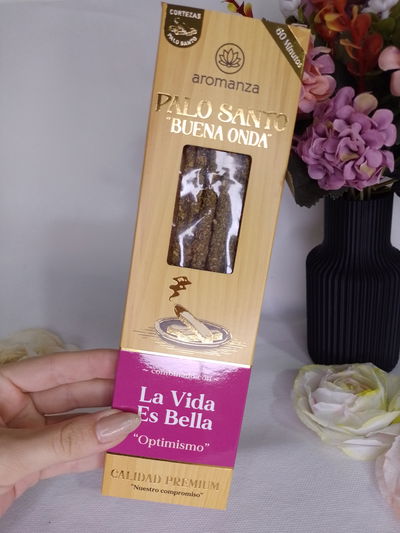 CORTEZAS
PALO SANTO
60 Minutos
aromanza
PALO SANTO
"BUENA ONDA"
~ combinado con ~
La Vida
Es Bella
"Optimismo"
CALIDAD PREMIUM
"Nuestro compromiso"